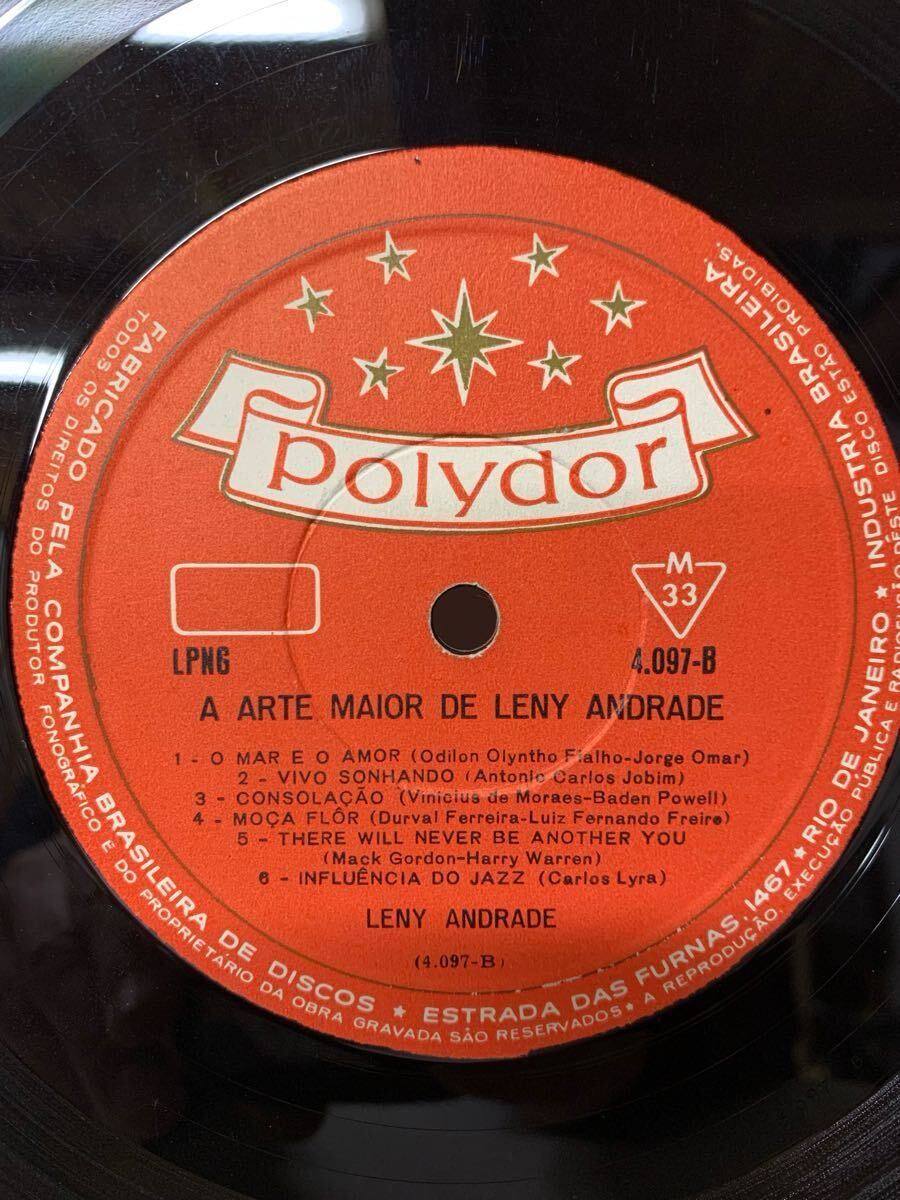 polydor
M
33
LPNG
4.097-B
A ARTE MAIOR DE LENY ANDRADE
1 - O MAR E O AMOR (Odilon Olyntho Fialho-Jorge Omar)
2 - VIVO SONHANDO (Antonio Carlos Jobim)
3 - CONSOLAÇÃO (Vinicius de Moraes-Baden Powell)
4 - MOÇA FLÔR (Durval Ferreira-Luiz Fernando Freire)
5 - THERE WILL NEVER BE ANOTHER YOU
(Mack Gordon-Harry Warren)
6 - INFLUÊNCIA DO JAZZ (Carlos Lyra)
LENY ANDRADE
(4.097-B)
FABRICADO PELA COMPANHIA BRASILEIRA DE DISCOS ★ ESTRADA DAS FURNAS, 1467 ★ RIO DE JANEIRO ★ INDUSTRIA BRASILEIRA.
TODOS OS DIREITOS DO PRODUTOR FONOGRÁFICO E DO PROPRIETÁRIO DA OBRA GRAVADA SÃO RESERVADOS. A REPRODUÇÃO, EXECUÇÃO PÚBLICA E RADIOFUSÃO DÊSTE DISCO ESTÃO PROIBIDAS.